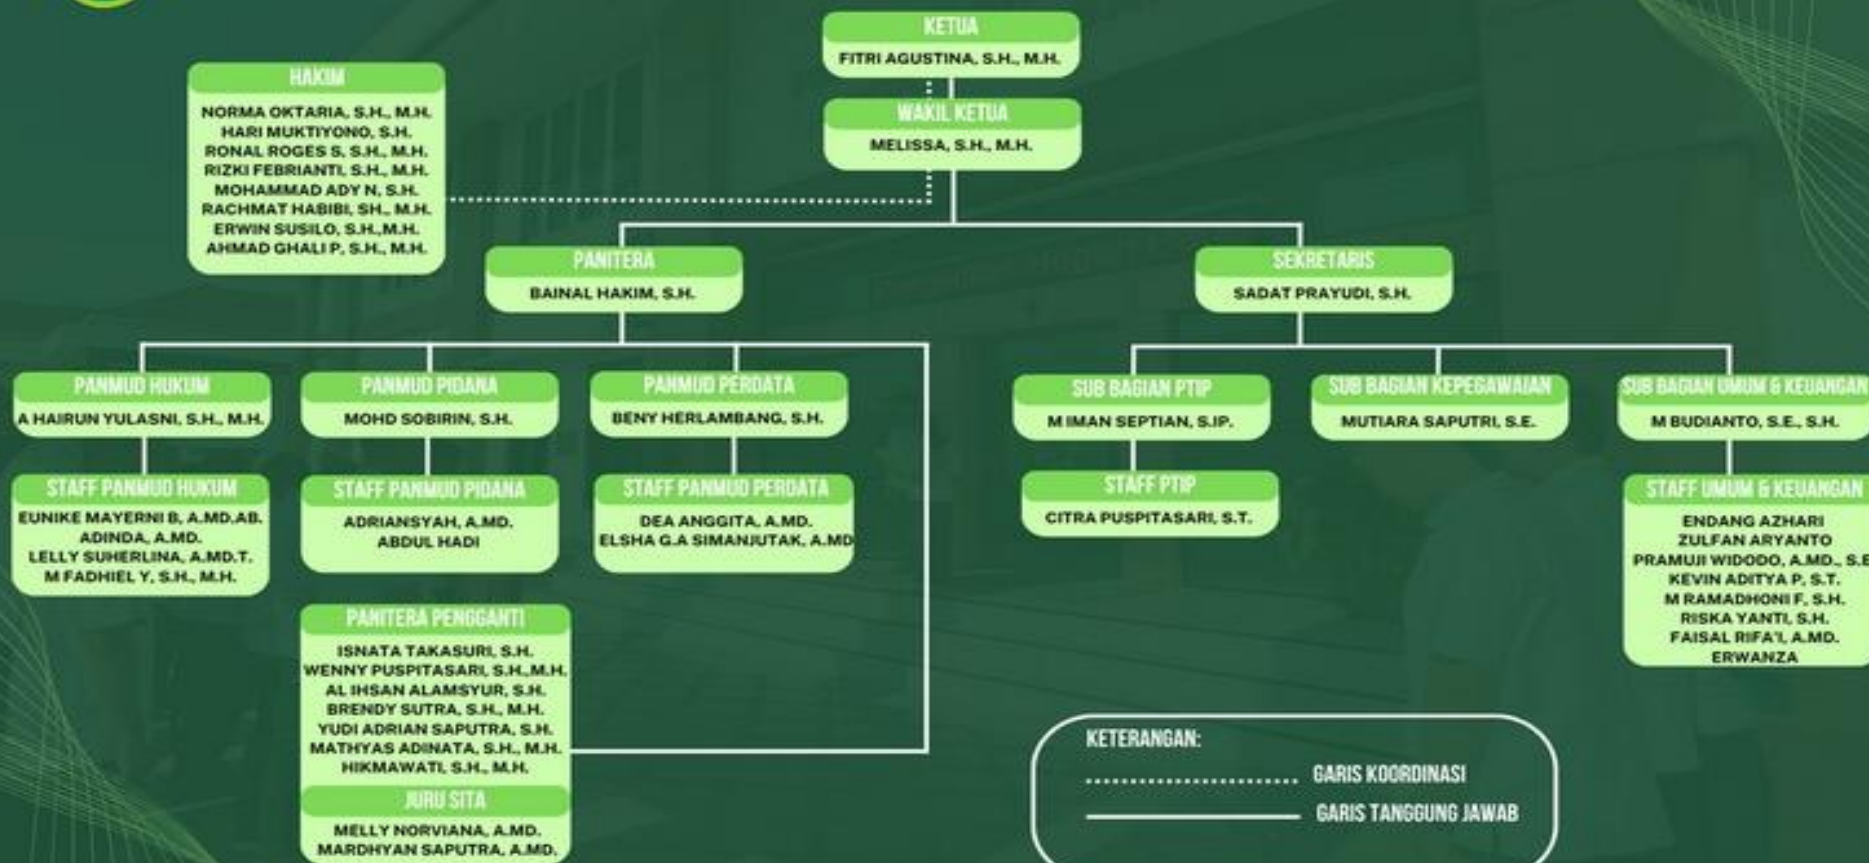 KETUA
FITRI AGUSTINA, S.H., M.H.
WAKIL KETUA
MELISSA, S.H., M.H.
HAKIM
NORMA OKTARIA, S.H., M.H.
HARI MUKTIYONO, S.H.
RONAL ROGES S, S.H., M.H.
RIZKI FEBRIANTI, S.H., M.H.
MOHAMMAD ADY N, S.H.
RACHMAT HABIBI, SH., M.H.
ERWIN SUSILO, S.H.,M.H.
AHMAD GHALI P, S.H., M.H.
PANITERA
BAINAL HAKIM, S.H.
SEKRETARIS
SADAT PRAYUDI, S.H.
PANMUD HUKUM
A HAIRUN YULASNI, S.H., M.H.
PANMUD PIDANA
MOHD SOBIRIN, S.H.
PANMUD PERDATA
BENY HERLAMBANG, S.H.
SUB BAGIAN PTIP
M IMAN SEPTIAN, S.IP.
SUB BAGIAN KEPEGAWAIAN
MUTIARA SAPUTRI, S.E.
SUB BAGIAN UMUM & KEUANGAN
M BUDIANTO, S.E., S.H.
STAFF PANMUD HUKUM
EUNIKE MAYERNI B, A.MD.AB.
ADINDA, A.MD.
LELLY SUHERLINA, A.MD.T.
M FADHIEL Y, S.H., M.H.
STAFF PANMUD PIDANA
ADRIANSYAH, A.MD.
ABDUL HADI
STAFF PANMUD PERDATA
DEA ANGGITA, A.MD.
ELSHA G.A SIMANJUTAK, A.MD
STAFF PTIP
CITRA PUSPITASARI, S.T.
STAFF UMUM & KEUANGAN
ENDANG AZHARI
ZULFAN ARYANTO
PRAMUJI WIDODO, A.MD., S.E
KEVIN ADITYA P, S.T.
M RAMADHONI F, S.H.
RISKA YANTI, S.H.
FAISAL RIFA'I, A.MD.
ERWANZA
PANITERA PENGGANTI
ISNATA TAKASURI, S.H.
WENNY PUSPITASARI, S.H.,M.H.
AL IHSAN ALAMSYUR, S.H.
BRENDY SUTRA, S.H., M.H.
YUDI ADRIAN SAPUTRA, S.H.
MATHYAS ADINATA, S.H., M.H.
HIKMAWATI, S.H., M.H.
JURU SITA
MELLY NORVIANA, A.MD.
MARDHYAN SAPUTRA, A.MD.
KETERANGAN:
GARIS KOORDINASI
GARIS TANGGUNG JAWAB